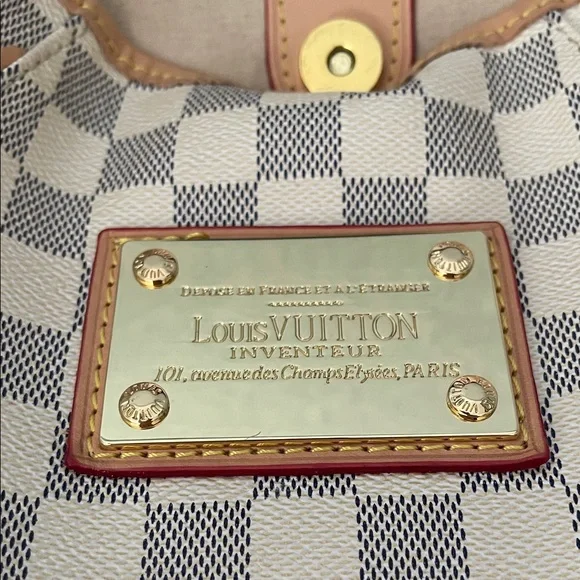 DEPOSE EN FRANCE ET A L'ETRANGER
LOUIS VUITTON
INVENTEUR
101, avenue des Champs Elysées, PARIS